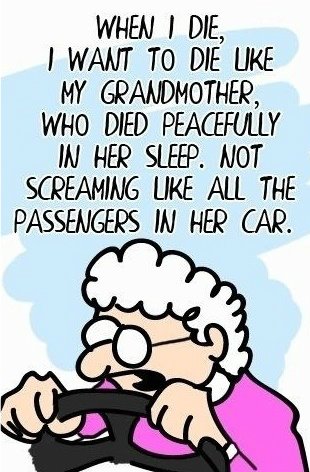 WHEN I DIE,
I WANT TO DIE LIKE
MY GRANDMOTHER,
WHO DIED PEACEFULLY
IN HER SLEEP. NOT
SCREAMING LIKE ALL THE
PASSENGERS IN HER CAR.